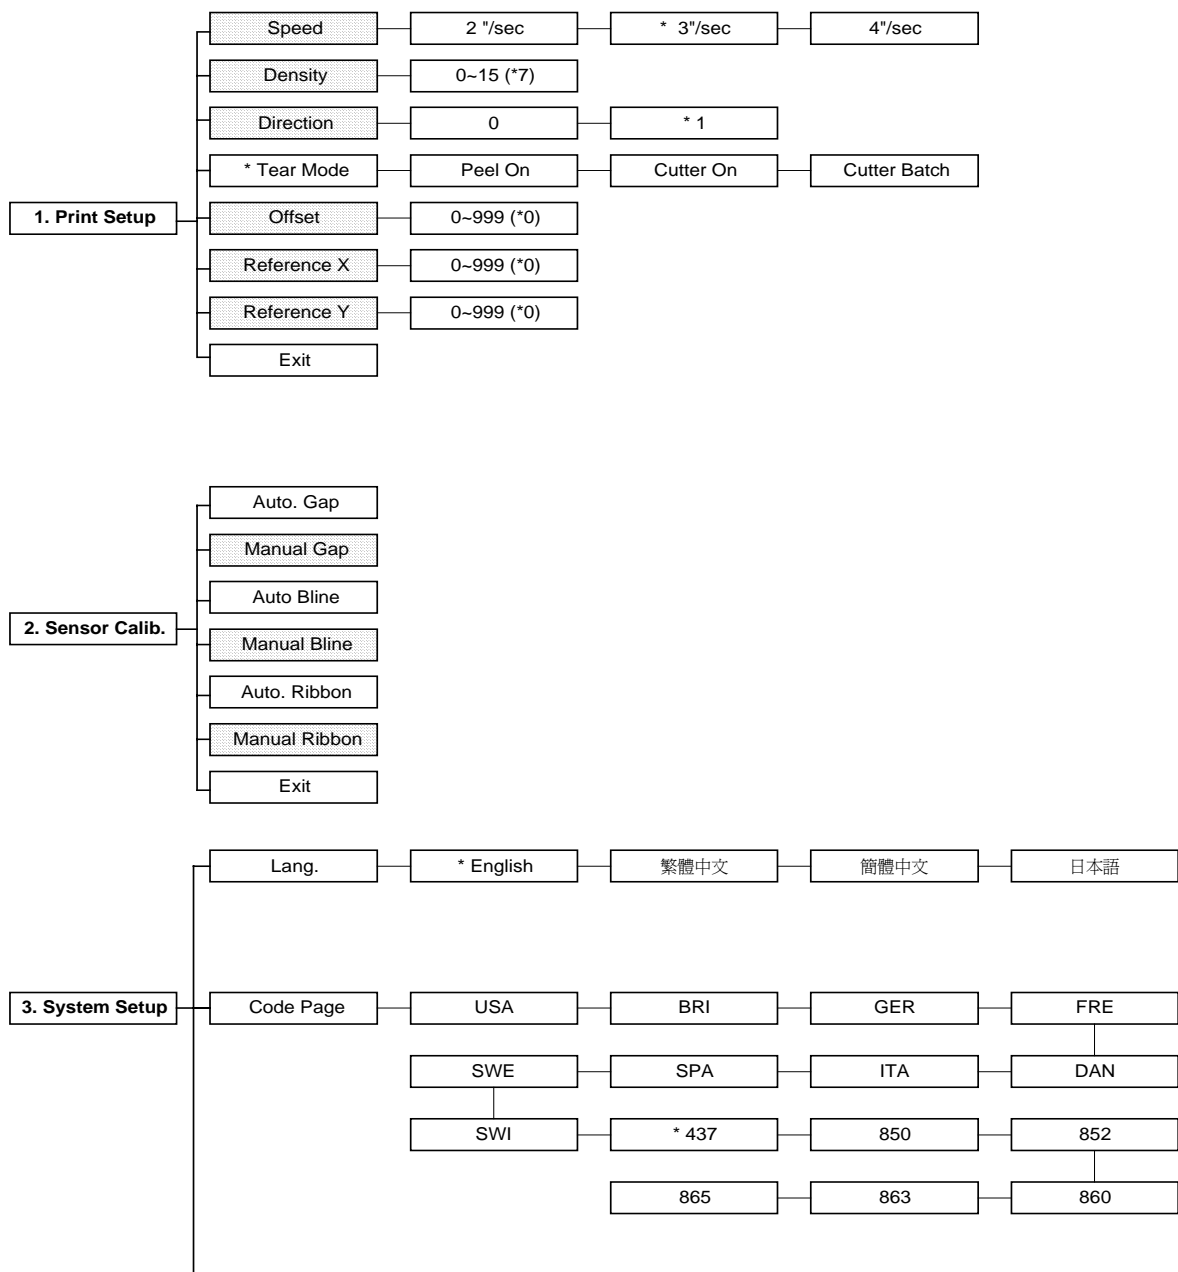 Speed 2 "/sec * 3"/sec 4"/sec
Density 0~15 (*7)
Direction 0 * 1
* Tear Mode Peel On Cutter On Cutter Batch
1. Print Setup Offset 0~999 (*0)
Reference X 0~999 (*0)
Reference Y 0~999 (*0)
Exit
Auto. Gap
Manual Gap
Auto Bline
2. Sensor Calib. Manual Bline
Auto. Ribbon
Manual Ribbon
Exit
Lang. * English 繁體中文 簡體中文 日本語
3. System Setup Code Page USA BRI GER FRE
SWE SPA ITA DAN
SWI * 437 850 852
865 863 860